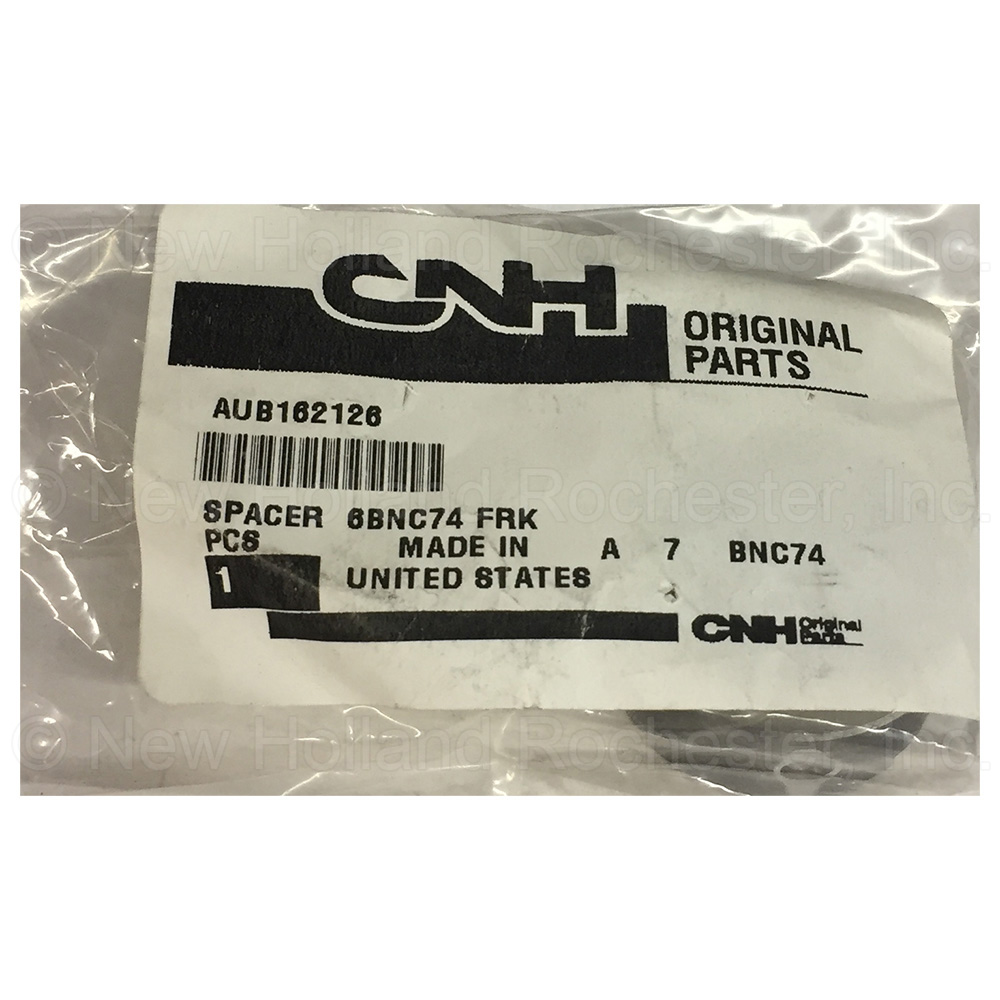 © New Holland Rochester, Inc.
CNH
ORIGINAL
PARTS
AUB162126
© New Holland Rochester, Inc.
SPACER 6BNC74 FRK
PCS MADE IN A 7 BNC74
1 UNITED STATES
CNH Original
Parts
© New Holland Rochester, Inc.